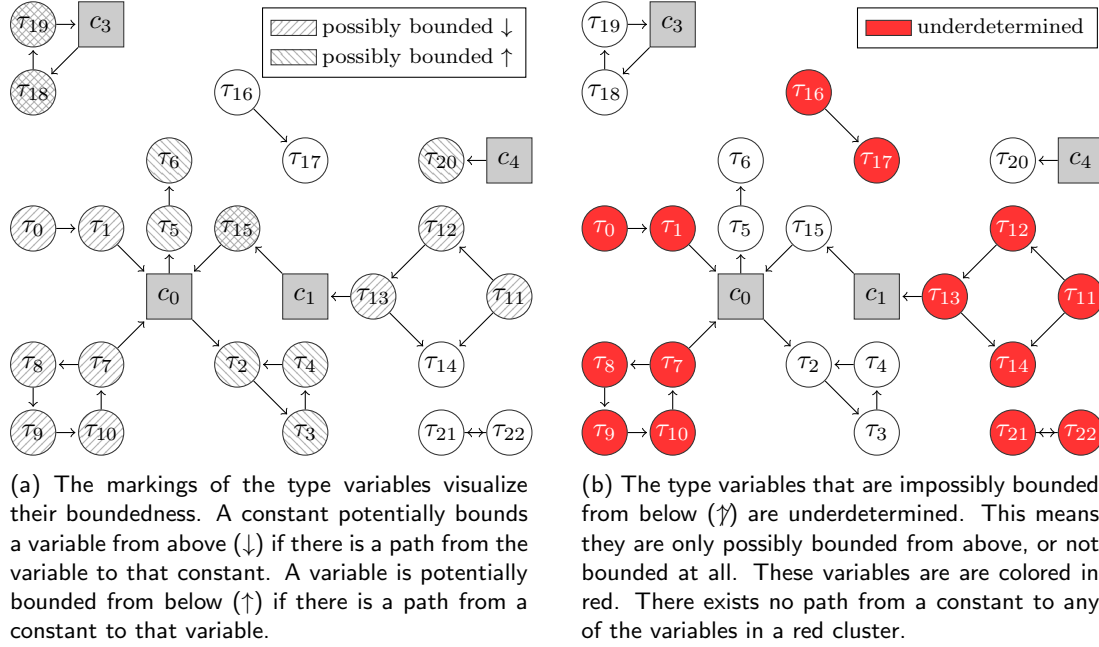 τ19 c3 possibly bounded ↓
possibly bounded ↑
τ18 τ16
τ6 τ17 τ20 c4
τ0 τ1 τ5 τ15 τ12
c0 c1 τ13 τ11
τ8 τ7 τ2 τ4 τ14
τ9 τ10 τ3 τ21 τ22
(a) The markings of the type variables visualize
their boundedness. A constant potentially bounds
a variable from above (↓) if there is a path from the
variable to that constant. A variable is potentially
bounded from below (↑) if there is a path from a
constant to that variable.
τ19 c3 underdetermined
τ18 τ16
τ6 τ17 τ20 c4
τ0 τ1 τ5 τ15 τ12
c0 c1 τ13 τ11
τ8 τ7 τ2 τ4 τ14
τ9 τ10 τ3 τ21 τ22
(b) The type variables that are impossibly bounded
from below (↑̸) are underdetermined. This means
they are only possibly bounded from above, or not
bounded at all. These variables are are colored in
red. There exists no path from a constant to any
of the variables in a red cluster.